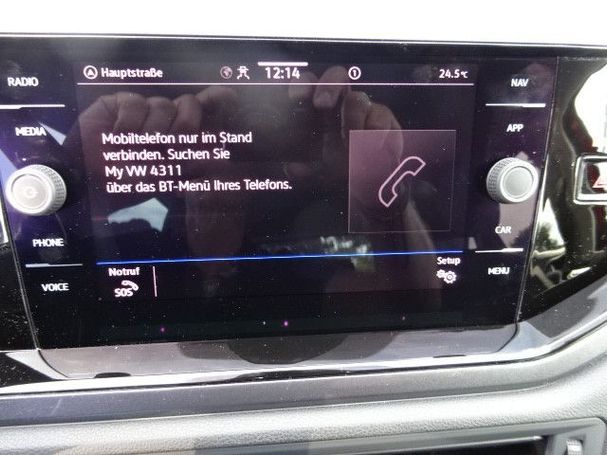 RADIO
MEDIA
PHONE
VOICE
Hauptstraße
12:14
1
24.5 °C
Mobiltelefon nur im Stand
verbinden. Suchen Sie
My VW 4311
über das BT-Menü Ihres Telefons.
Notruf
SOS
Setup
NAV
APP
CAR
MENU